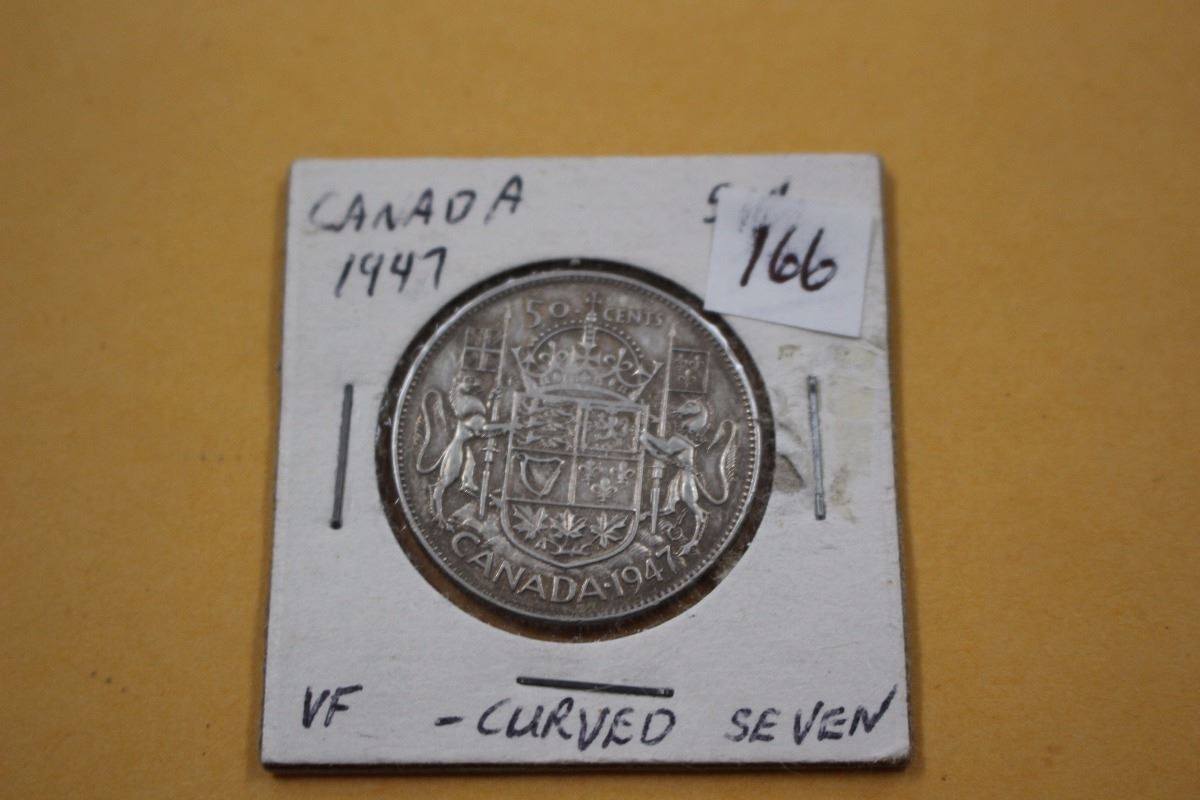 CANADA
1947
166
50 CENTS
CANADA·1947
VF - CURVED SEVEN